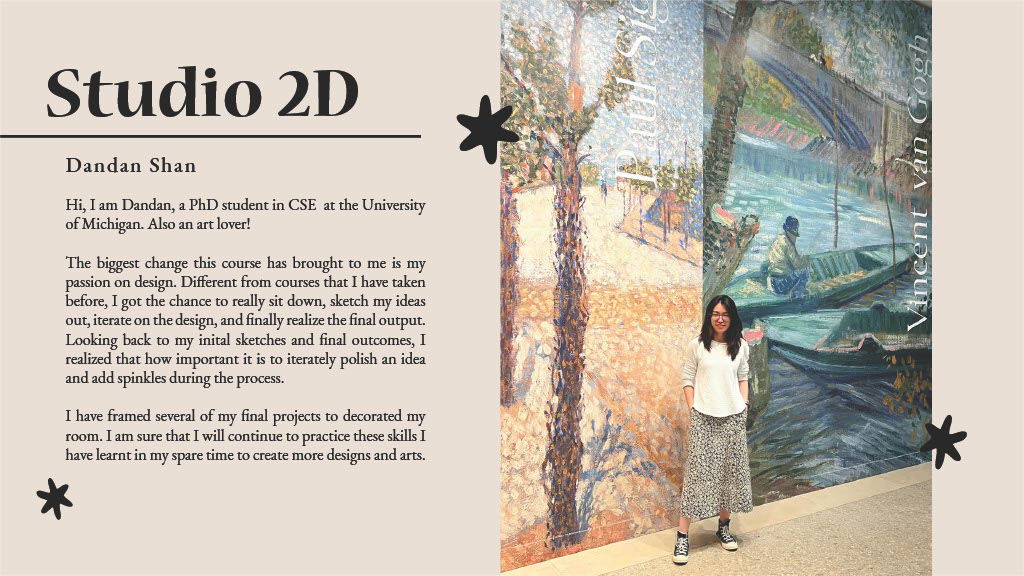 Studio 2D
Dandan Shan
Hi, I am Dandan, a PhD student in CSE at the University
of Michigan. Also an art lover!
The biggest change this course has brought to me is my
passion on design. Different from courses that I have taken
before, I got the chance to really sit down, sketch my ideas
out, iterate on the design, and finally realize the final output.
Looking back to my inital sketches and final outcomes, I
realized that how important it is to iterately polish an idea
and add spinkles during the process.
I have framed several of my final projects to decorated my
room. I am sure that I will continue to practice these skills I
have learnt in my spare time to create more designs and arts.
Paul Sig
Vincent van Gogh